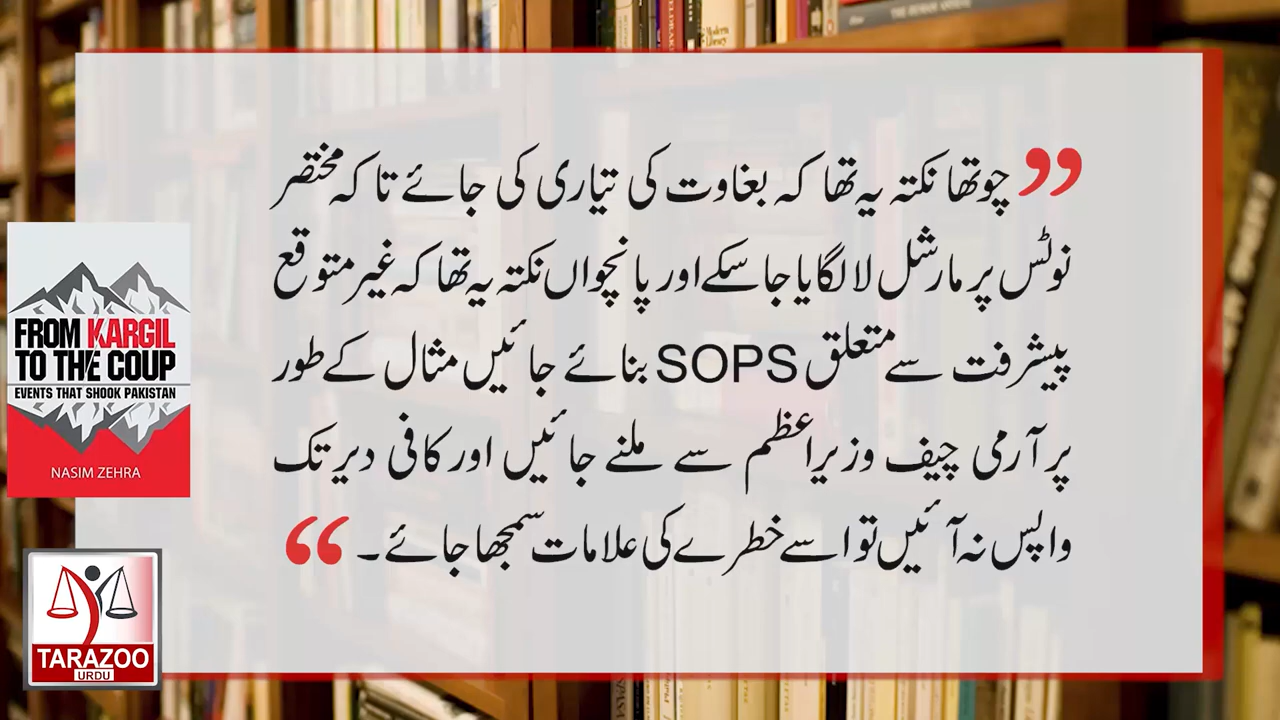 چوتھا نکتہ یہ تھا کہ بغاوت کی تیاری کی جائے تاکہ مختصر
نوٹس پر مارشل لا لگایا جاسکے اور پانچواں نکتہ یہ تھا کہ غیر متوقع
پیشرفت سے متعلق SOPS بنائے جائیں مثال کے طور
پر آرمی چیف وزیراعظم سے ملنے جائیں اور کافی دیر تک
واپس نہ آئیں تو اسے خطرے کی علامات سمجھا جائے۔
FROM KARGIL
TO THE COUP
EVENTS THAT SHOOK PAKISTAN
NASIM ZEHRA
TARAZOO
URDU
Modern
Library